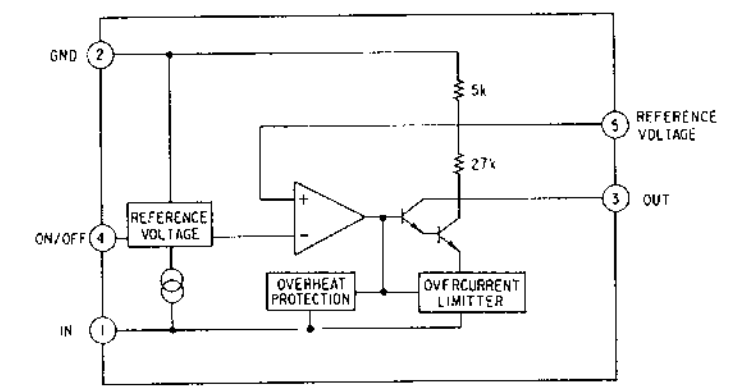 GND 2
5k
5 REFERENCE
VOLTAGE
27k
+
3 OUT
REFERENCE
VOLTAGE
ON/OFF 4
-
OVERHEAT
PROTECTION
OVERCURRENT
LIMITTER
IN 1